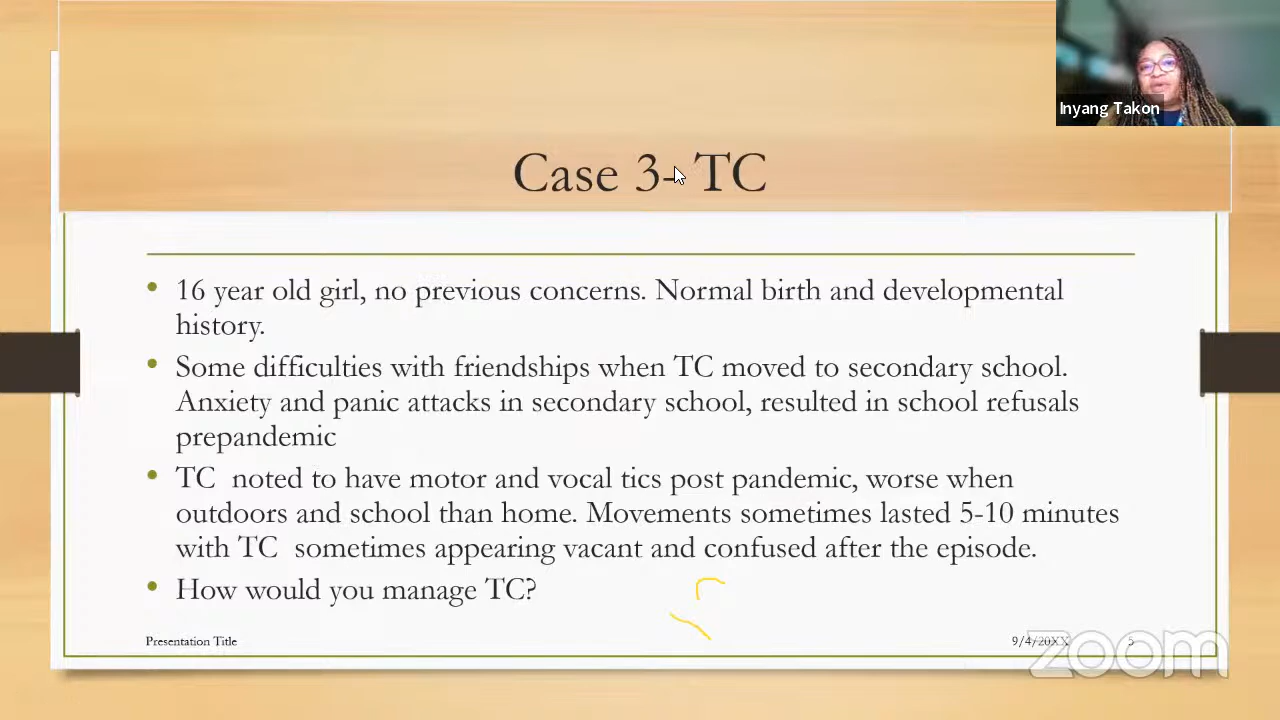 Inyang Takon
Case 3- TC
• 16 year old girl, no previous concerns. Normal birth and developmental
history.
• Some difficulties with friendships when TC moved to secondary school.
Anxiety and panic attacks in secondary school, resulted in school refusals
prepandemic
• TC noted to have motor and vocal tics post pandemic, worse when
outdoors and school than home. Movements sometimes lasted 5-10 minutes
with TC sometimes appearing vacant and confused after the episode.
• How would you manage TC?
Presentation Title
9/4/20XX
5
zoom